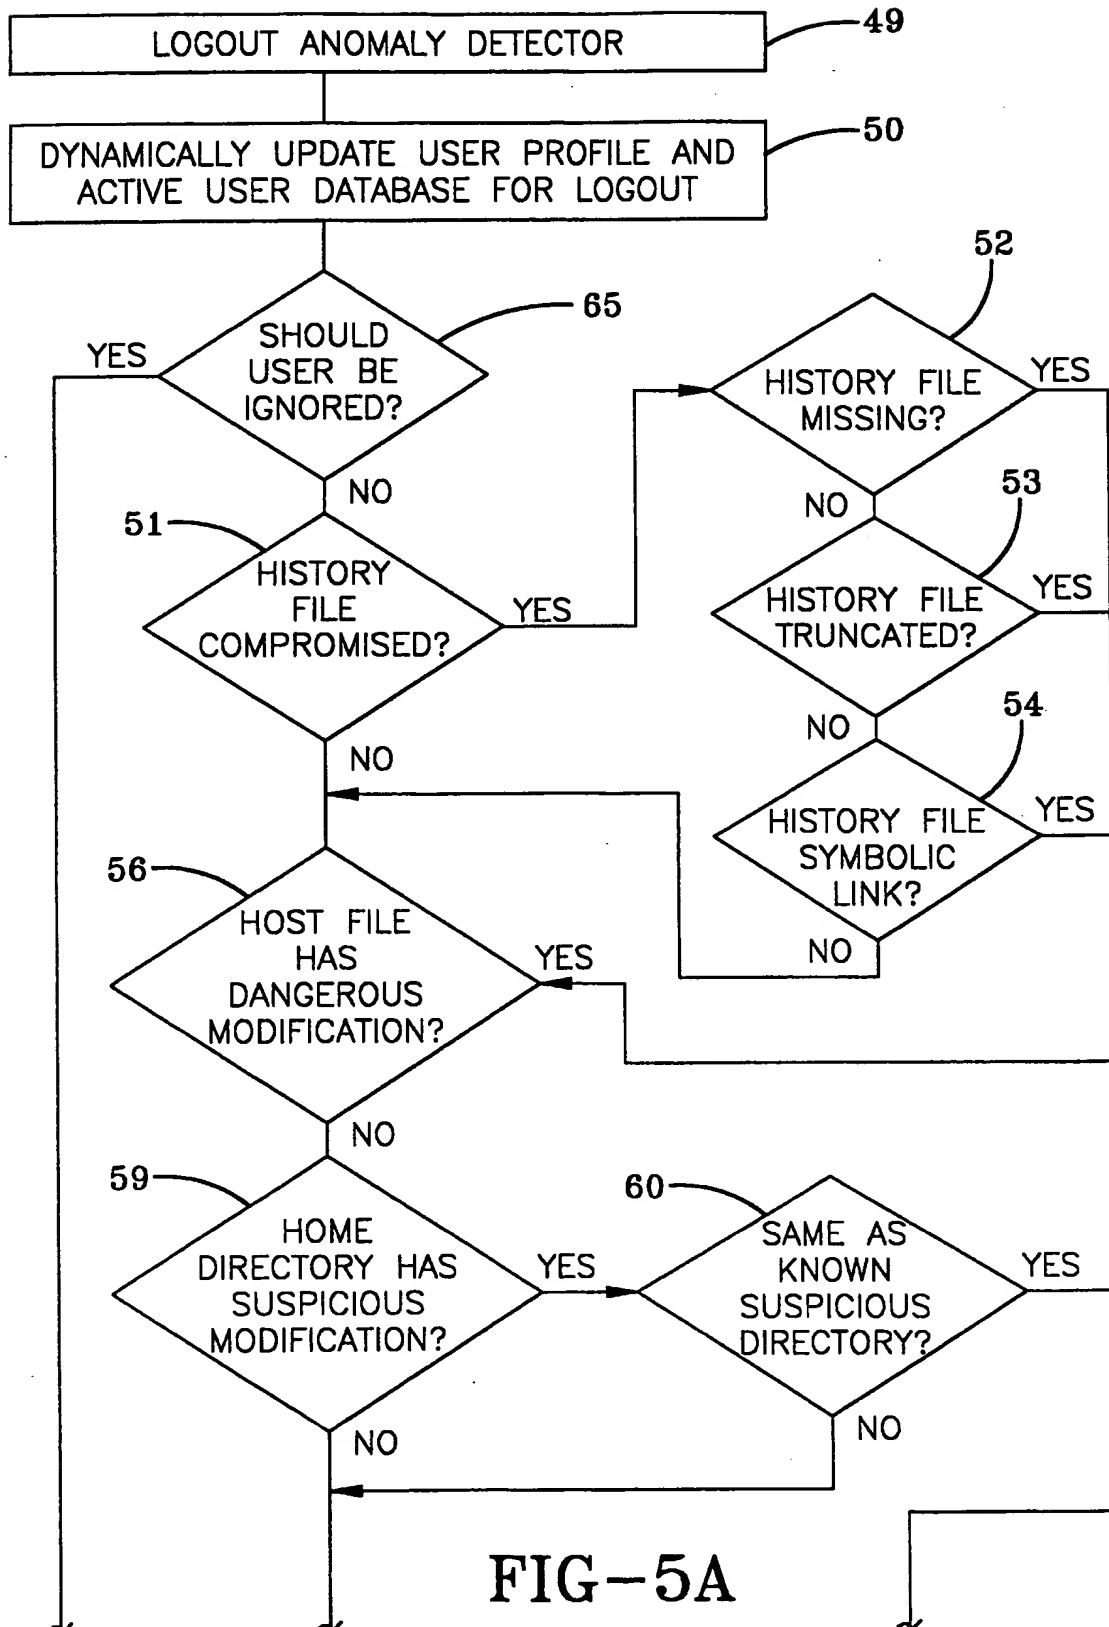 LOGOUT ANOMALY DETECTOR
49
DYNAMICALLY UPDATE USER PROFILE AND
ACTIVE USER DATABASE FOR LOGOUT
50
SHOULD
USER BE
IGNORED?
65
YES
NO
51
HISTORY
FILE
COMPROMISED?
YES
NO
52
HISTORY FILE
MISSING?
YES
NO
53
HISTORY FILE
TRUNCATED?
YES
NO
54
HISTORY FILE
SYMBOLIC
LINK?
YES
NO
56
HOST FILE
HAS
DANGEROUS
MODIFICATION?
YES
NO
59
HOME
DIRECTORY HAS
SUSPICIOUS
MODIFICATION?
YES
NO
60
SAME AS
KNOWN
SUSPICIOUS
DIRECTORY?
YES
NO
FIG-5A